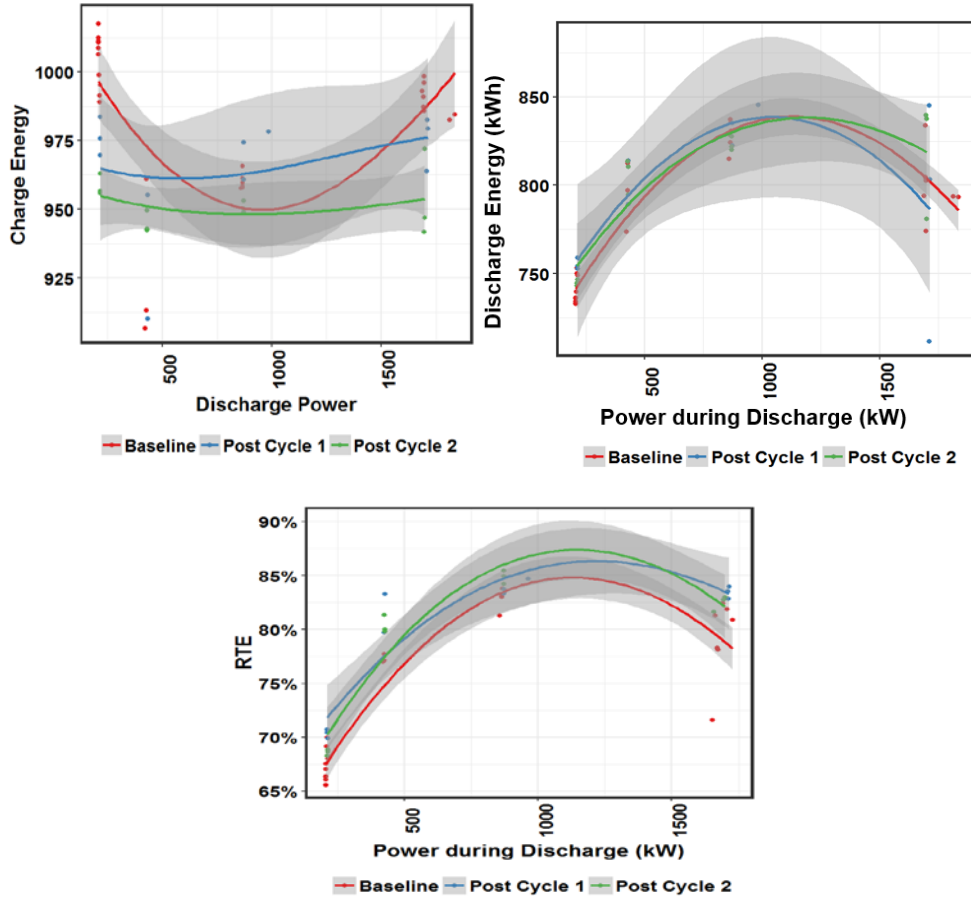 Charge Energy
1000
975
950
925
500
1000
1500
Discharge Power
Baseline Post Cycle 1 Post Cycle 2
Discharge Energy (kWh)
850
800
750
500
1000
1500
Power during Discharge (kW)
Baseline Post Cycle 1 Post Cycle 2
RTE
90%
85%
80%
75%
70%
65%
500
1000
1500
Power during Discharge (kW)
Baseline Post Cycle 1 Post Cycle 2